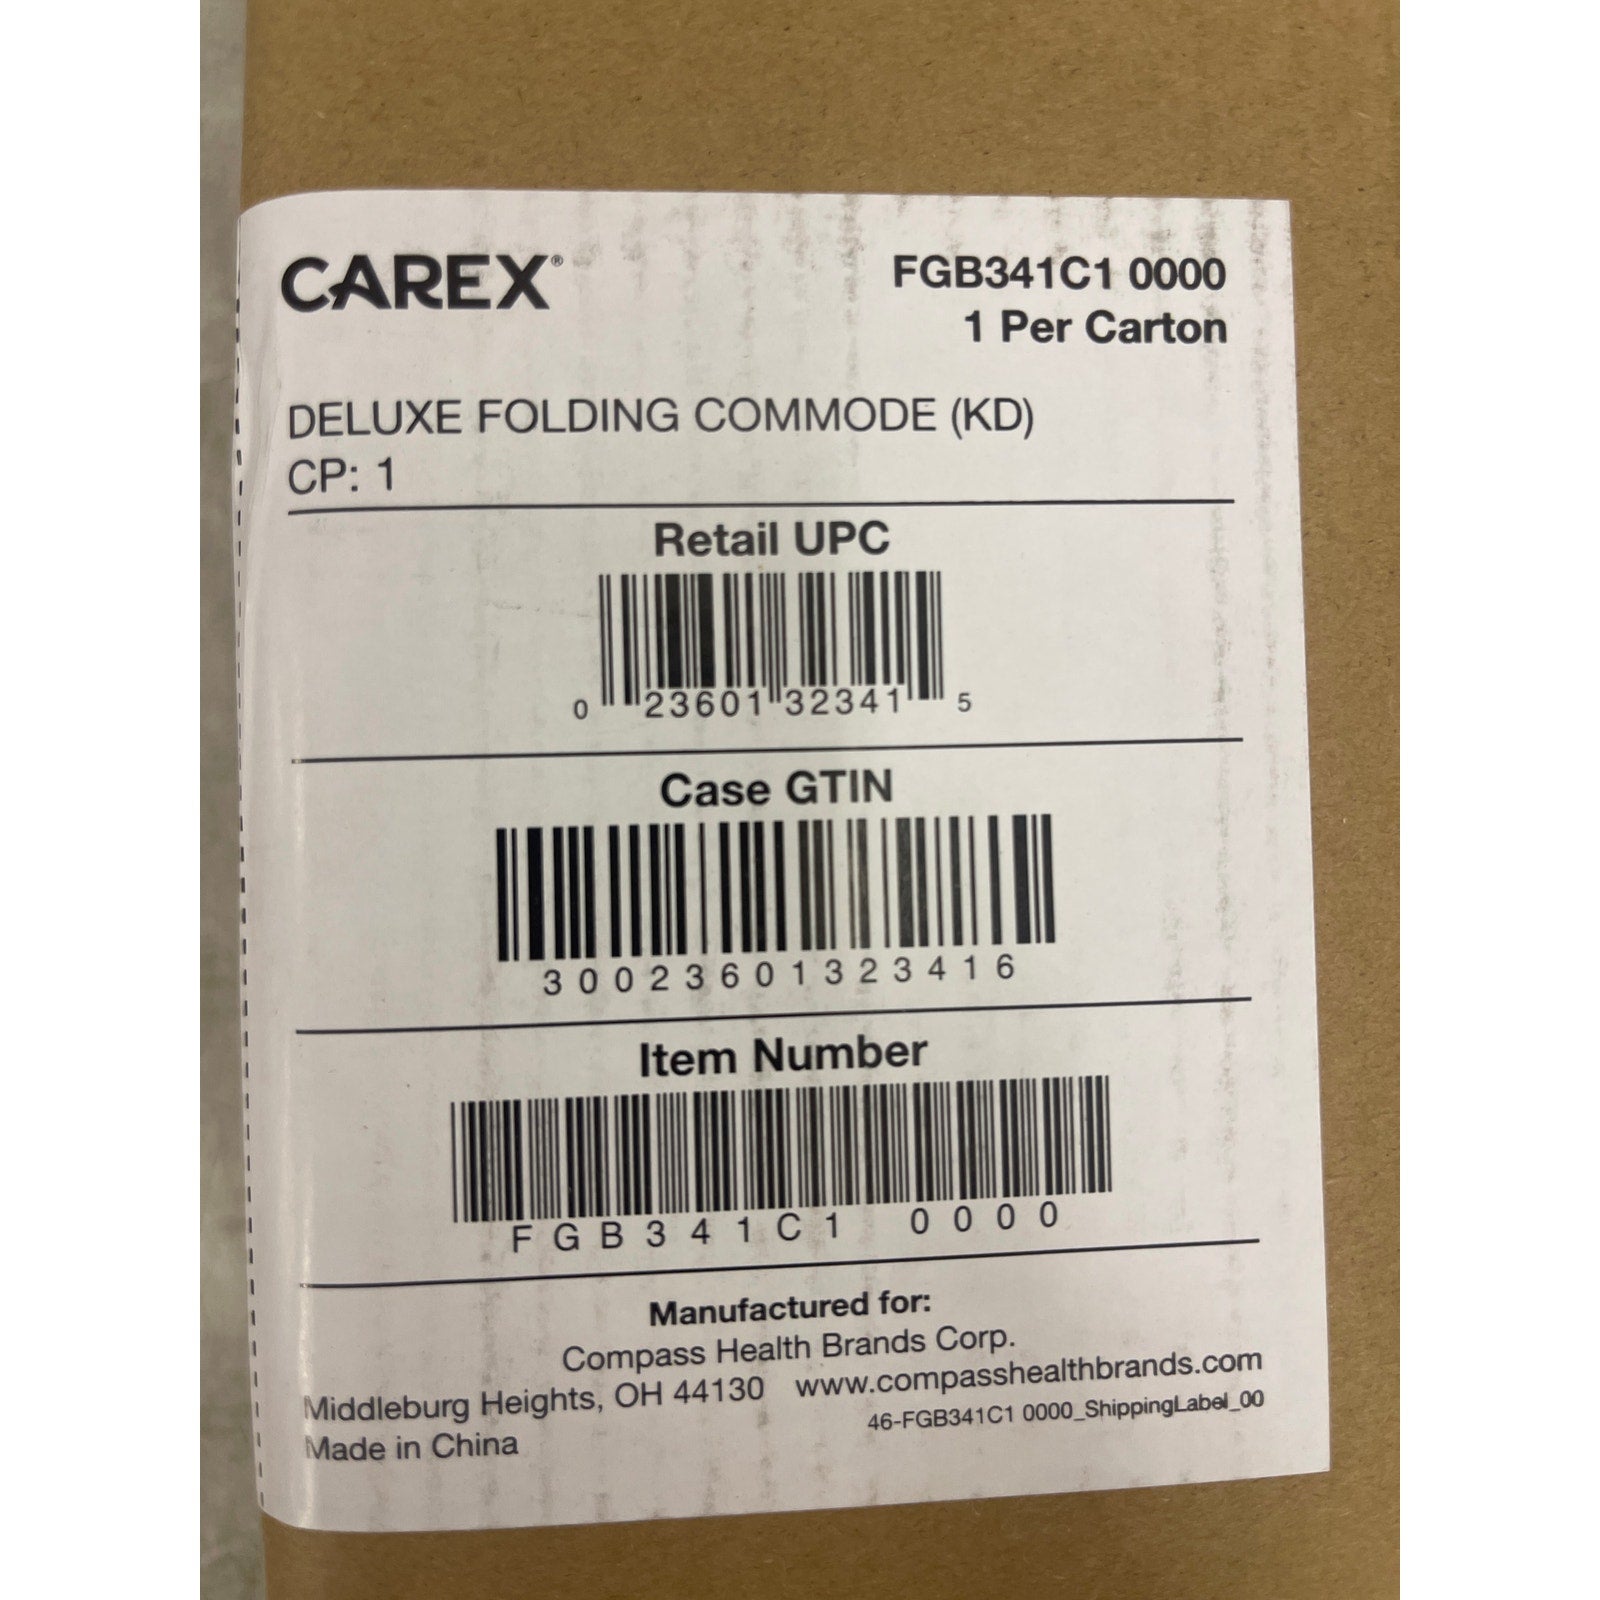 CAREX®
FGB341C1 0000
1 Per Carton
DELUXE FOLDING COMMODE (KD)
CP: 1
Retail UPC
0 23601 32341 5
Case GTIN
30023601323416
Item Number
FGB341C1 0000
Manufactured for:
Compass Health Brands Corp.
Middleburg Heights, OH 44130 www.compasshealthbrands.com
46-FGB341C1 0000_ShippingLabel_00
Made in China